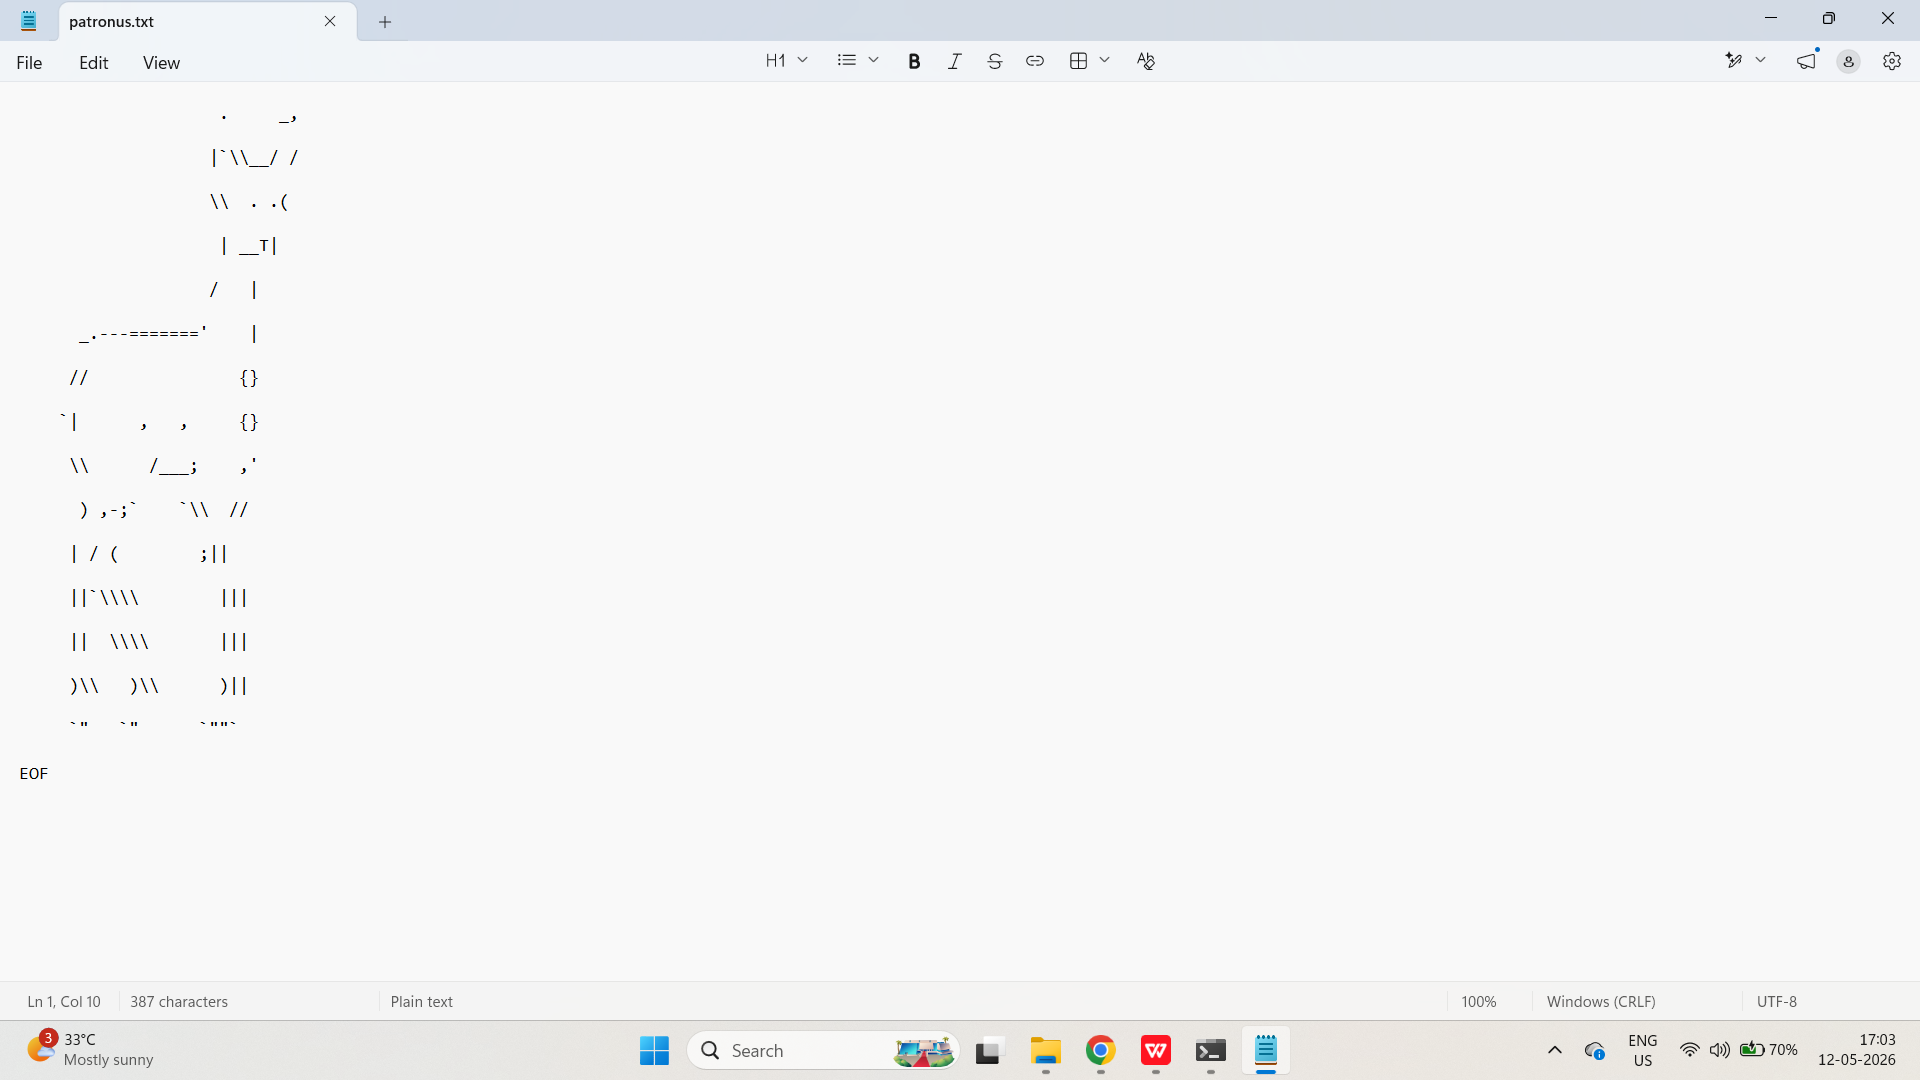 patronus.txt
File Edit View H1
                    .     _,
                   |`\\__/ /
                   \\  . .(
                    | __T|
                   /   |
      _.---======='    |
     //               {}
    `|      ,   ,     {}
     \\      /___;    ,'
      ) ,-;`    `\\  //
     | / (        ;||
     ||`\\\\        |||
     ||  \\\\       |||
     )\\   )\\      )||
     `"   `"      `""`
EOF
Ln 1, Col 10 387 characters Plain text 100% Windows (CRLF) UTF-8
3 33°C
Mostly sunny
Search
ENG
US
70%
17:03
12-05-2026